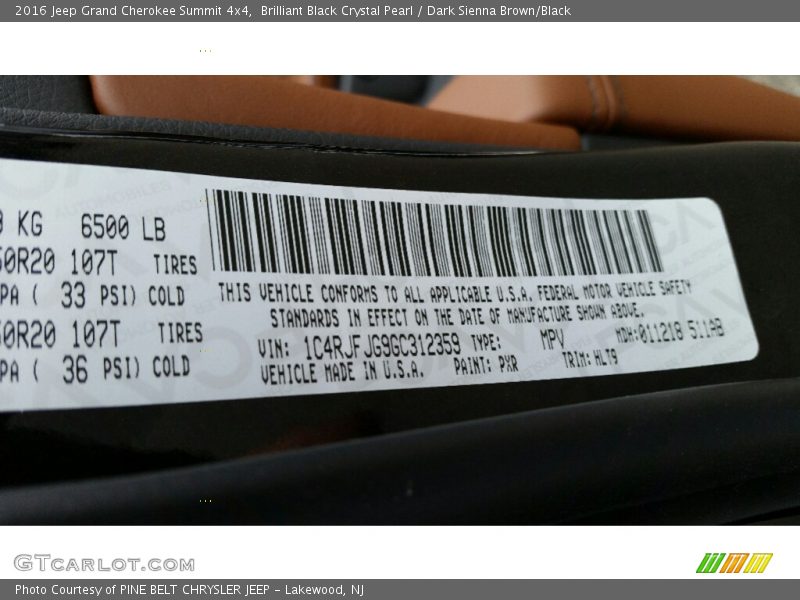 2016 Jeep Grand Cherokee Summit 4x4,  Brilliant Black Crystal Pearl / Dark Sienna Brown/Black
KG 6500 LB
0R20 107T TIRES
PA ( 33 PSI) COLD
0R20 107T TIRES
PA ( 36 PSI) COLD
THIS VEHICLE CONFORMS TO ALL APPLICABLE U.S.A. FEDERAL MOTOR VEHICLE SAFETY
STANDARDS IN EFFECT ON THE DATE OF MANUFACTURE SHOWN ABOVE.
VIN: 1C4RJFJG9GC312359 TYPE: MPV MDH:011218 511AB
VEHICLE MADE IN U.S.A. PAINT: PXR TRIM: HLT9
GTCARLOT.COM
Photo Courtesy of PINE BELT CHRYSLER JEEP - Lakewood, NJ